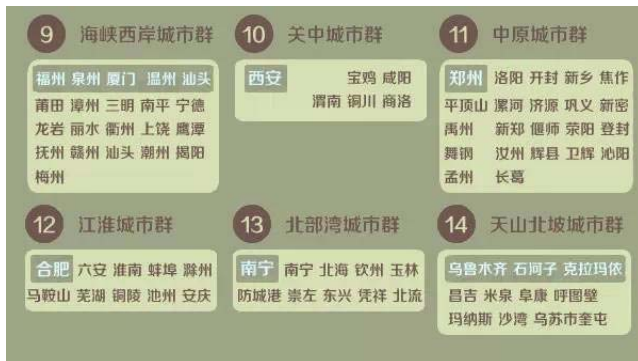 9 海峡西岸城市群
福州 泉州 厦门 温州 汕头
莆田 漳州 三明 南平 宁德
龙岩 丽水 衢州 上饶 鹰潭
抚州 赣州 汕头 潮州 揭阳
梅州
10 关中城市群
西安 宝鸡 咸阳
渭南 铜川 商洛
11 中原城市群
郑州 洛阳 开封 新乡 焦作
平顶山 漯河 济源 巩义 新密
禹州 新郑 偃师 荥阳 登封
舞钢 汝州 辉县 卫辉 沁阳
孟州 长葛
12 江淮城市群
合肥 六安 淮南 蚌埠 滁州
马鞍山 芜湖 铜陵 池州 安庆
13 北部湾城市群
南宁 南宁 北海 钦州 玉林
防城港 崇左 东兴 凭祥 北流
14 天山北坡城市群
乌鲁木齐 石河子 克拉玛依
昌吉 米泉 阜康 呼图壁
玛纳斯 沙湾 乌苏市奎屯